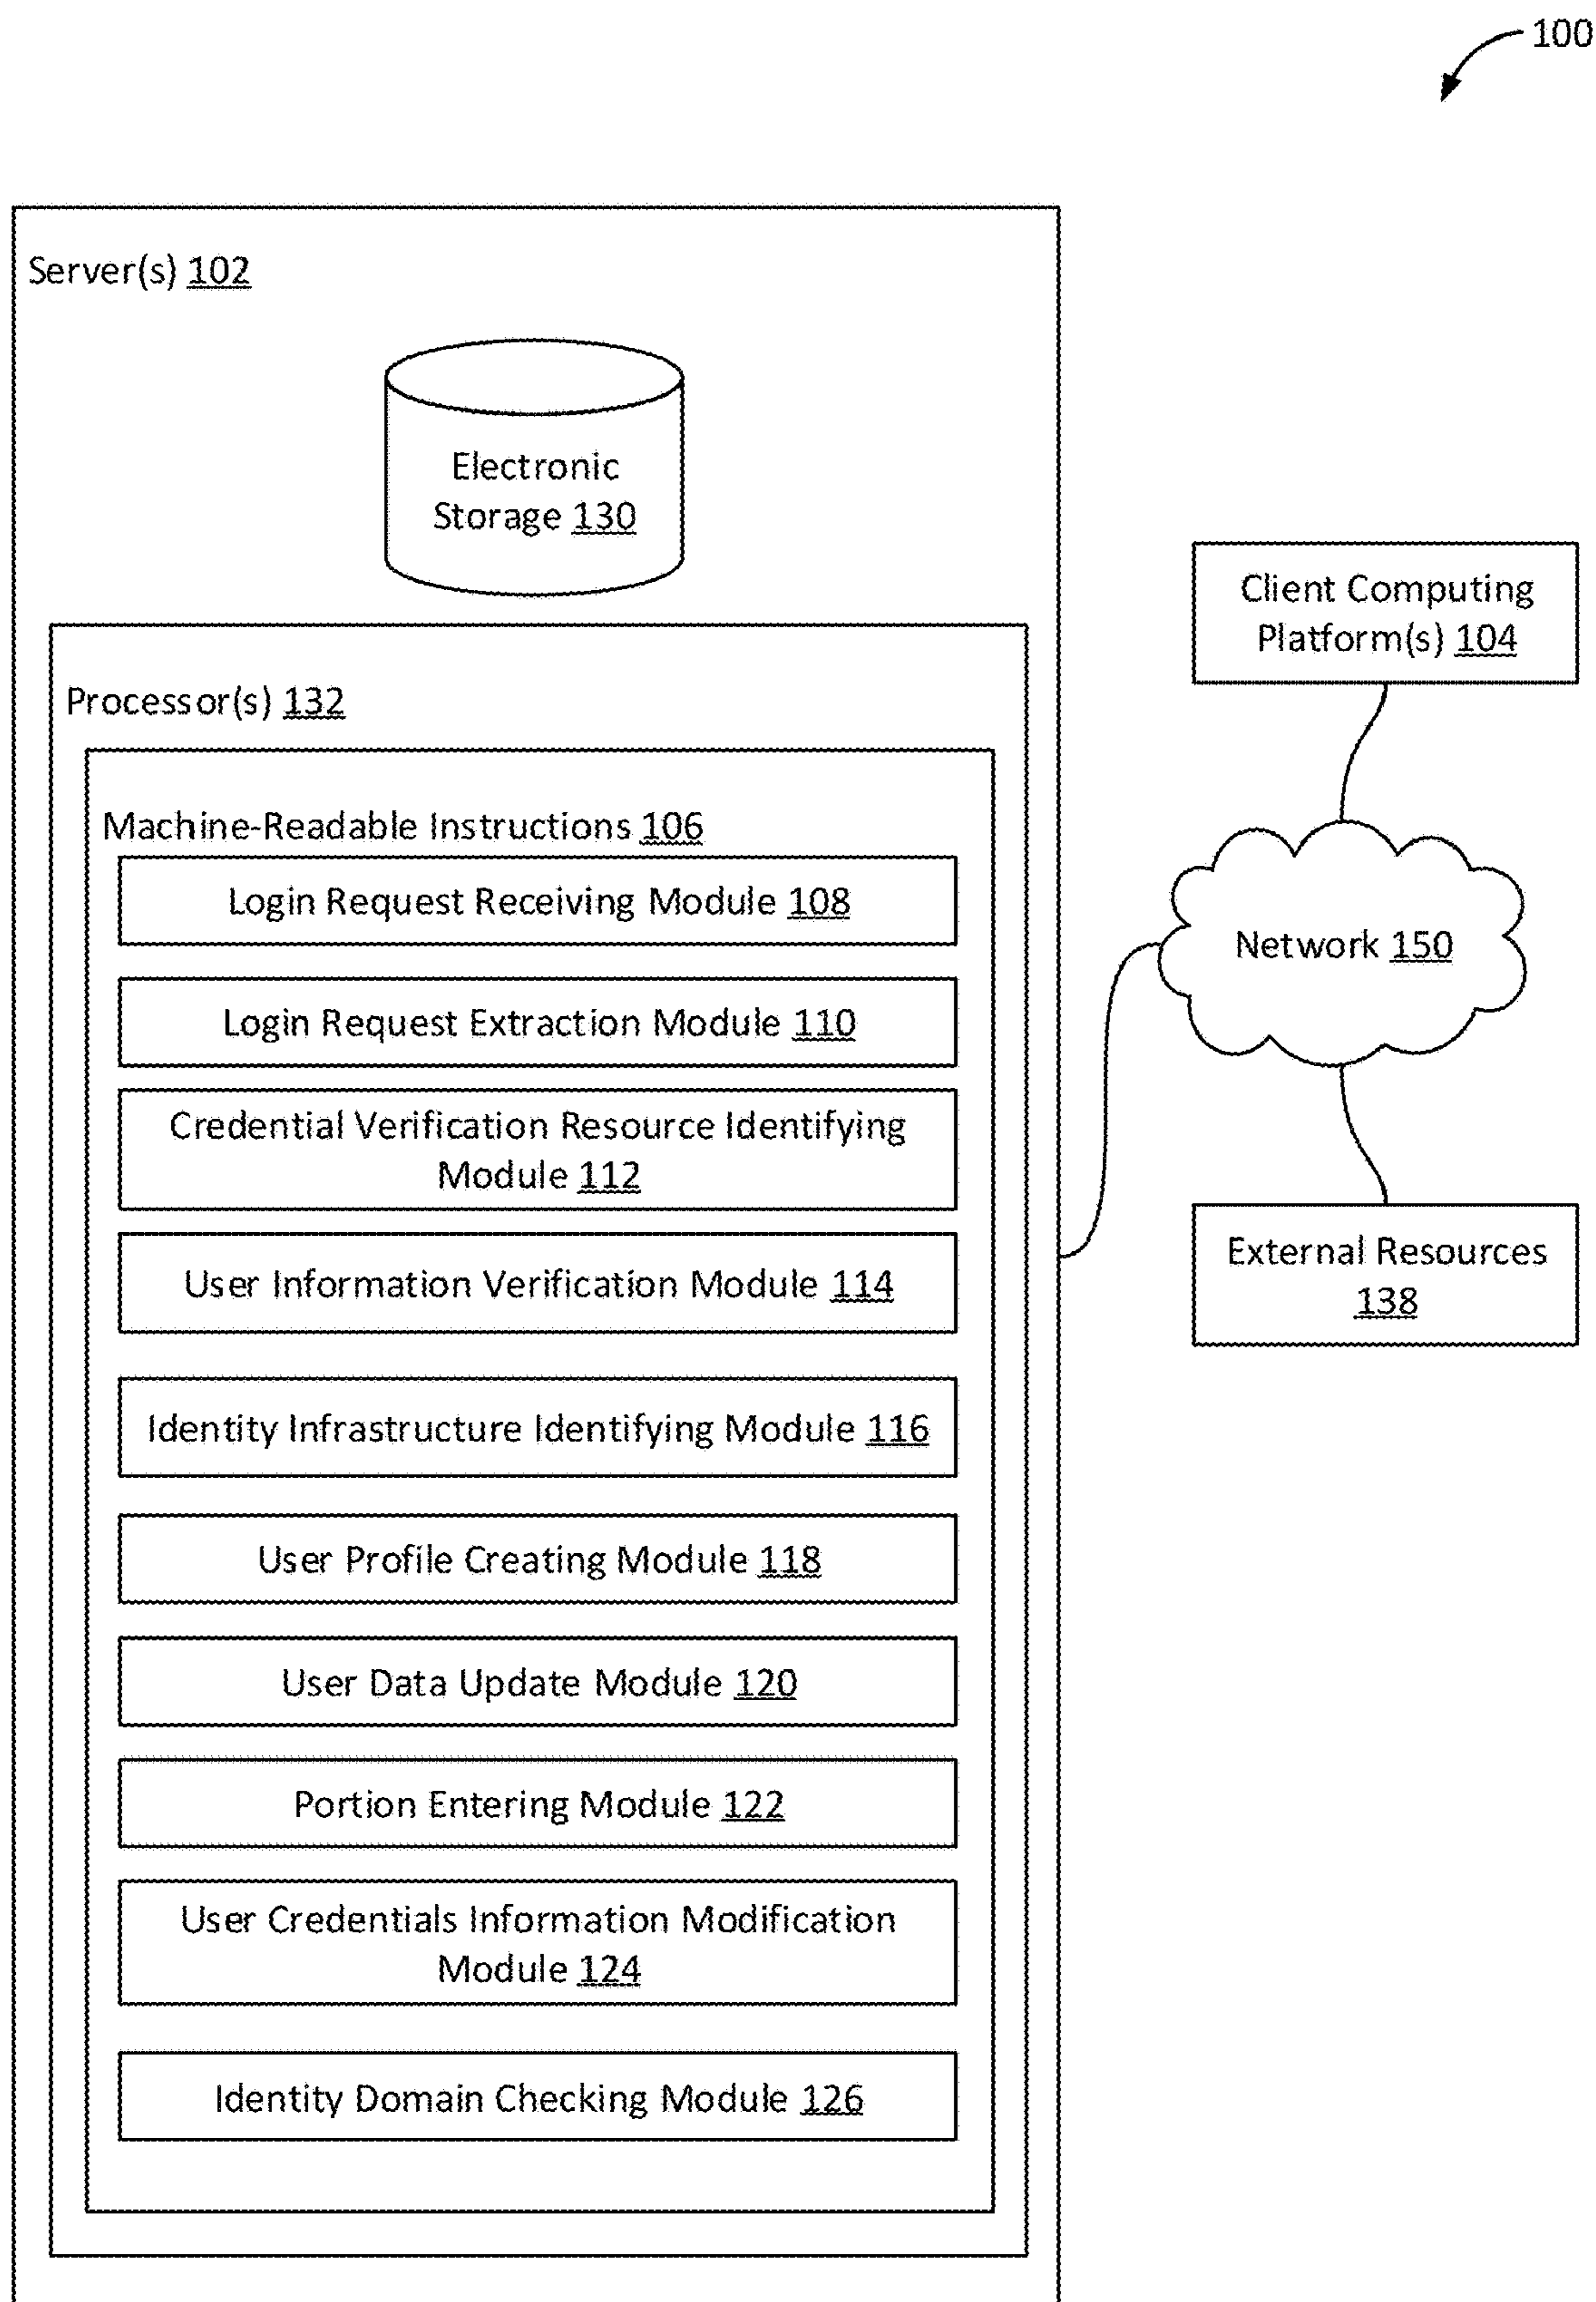 100
Server(s) 102
Electronic
Storage 130
Processor(s) 132
Machine-Readable Instructions 106
Login Request Receiving Module 108
Login Request Extraction Module 110
Credential Verification Resource Identifying
Module 112
User Information Verification Module 114
Identity Infrastructure Identifying Module 116
User Profile Creating Module 118
User Data Update Module 120
Portion Entering Module 122
User Credentials Information Modification
Module 124
Identity Domain Checking Module 126
Client Computing
Platform(s) 104
Network 150
External Resources
138